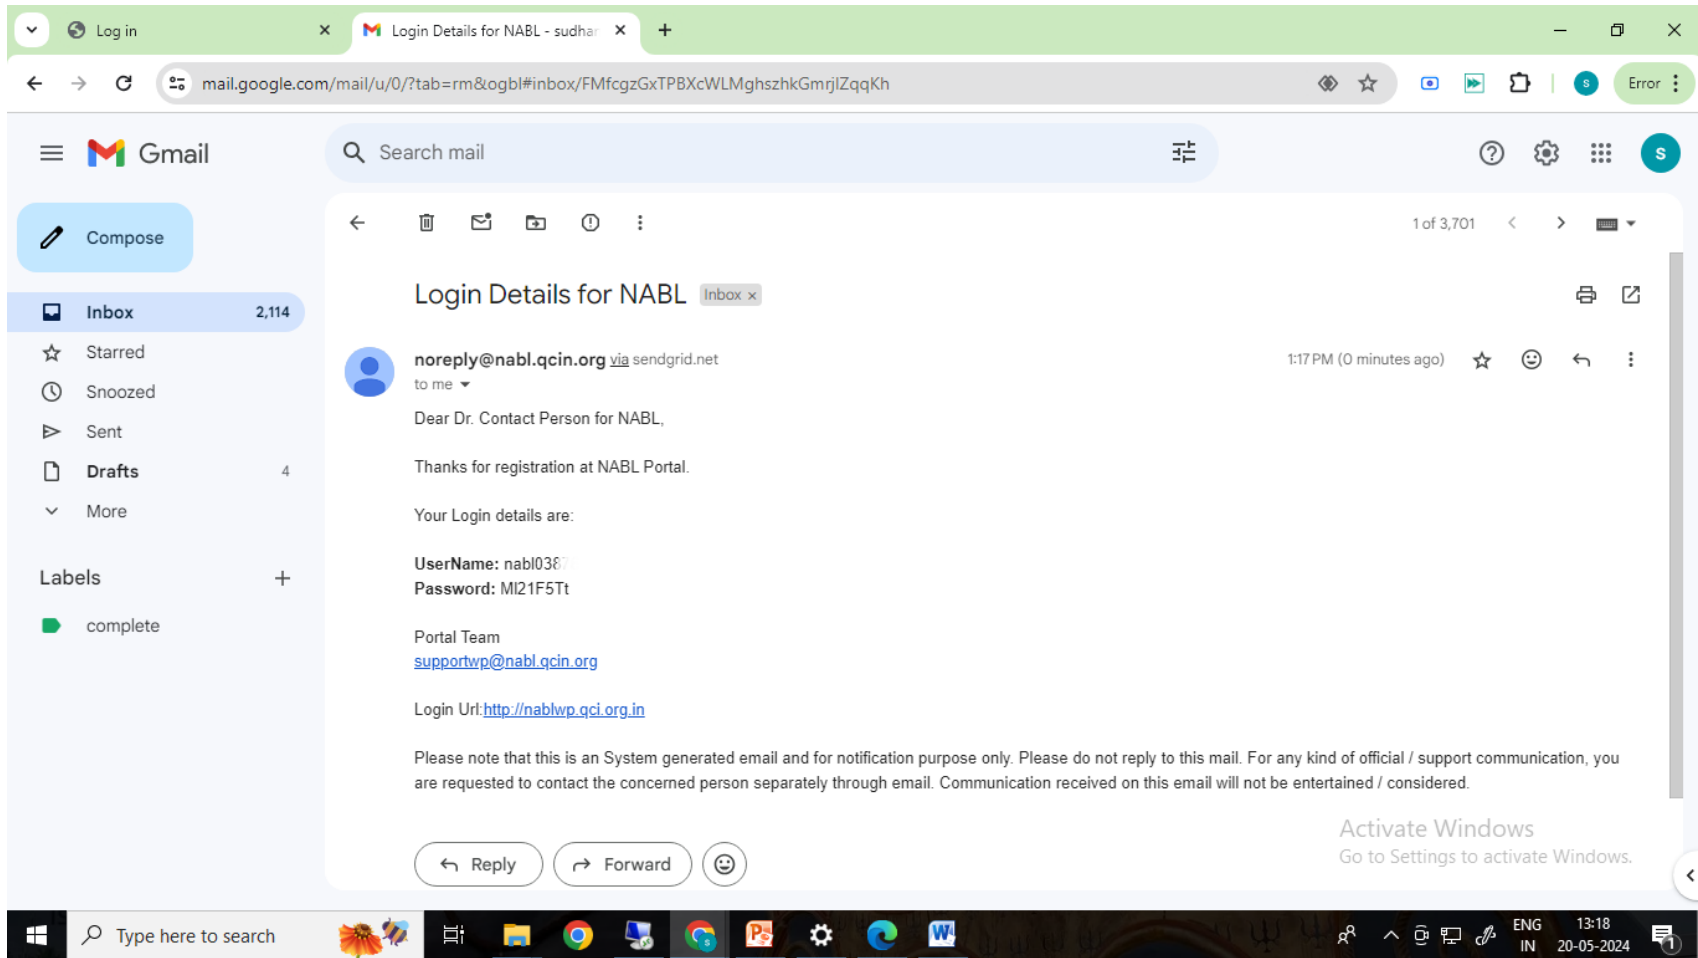 Log in
Login Details for NABL - sudhar
mail.google.com/mail/u/0/?tab=rm&ogbl#inbox/FMfcgzGxTPBXcWLMghszhkGmrjlZqqKh
S
Error
Gmail
Search mail
S
Compose
1 of 3,701
Inbox 2,114
Starred
Snoozed
Sent
Drafts 4
More
Labels
complete
Login Details for NABL Inbox x
noreply@nabl.qcin.org via sendgrid.net
1:17 PM (0 minutes ago)
to me
Dear Dr. Contact Person for NABL,
Thanks for registration at NABL Portal.
Your Login details are:
UserName: nabl038
Password: Ml21F5Tt
Portal Team
supportwp@nabl.qcin.org
Login Url:http://nablwp.qci.org.in
Please note that this is an System generated email and for notification purpose only. Please do not reply to this mail. For any kind of official / support communication, you
are requested to contact the concerned person separately through email. Communication received on this email will not be entertained / considered.
Reply
Forward
Activate Windows
Go to Settings to activate Windows.
Type here to search
ENG
IN
13:18
20-05-2024
1